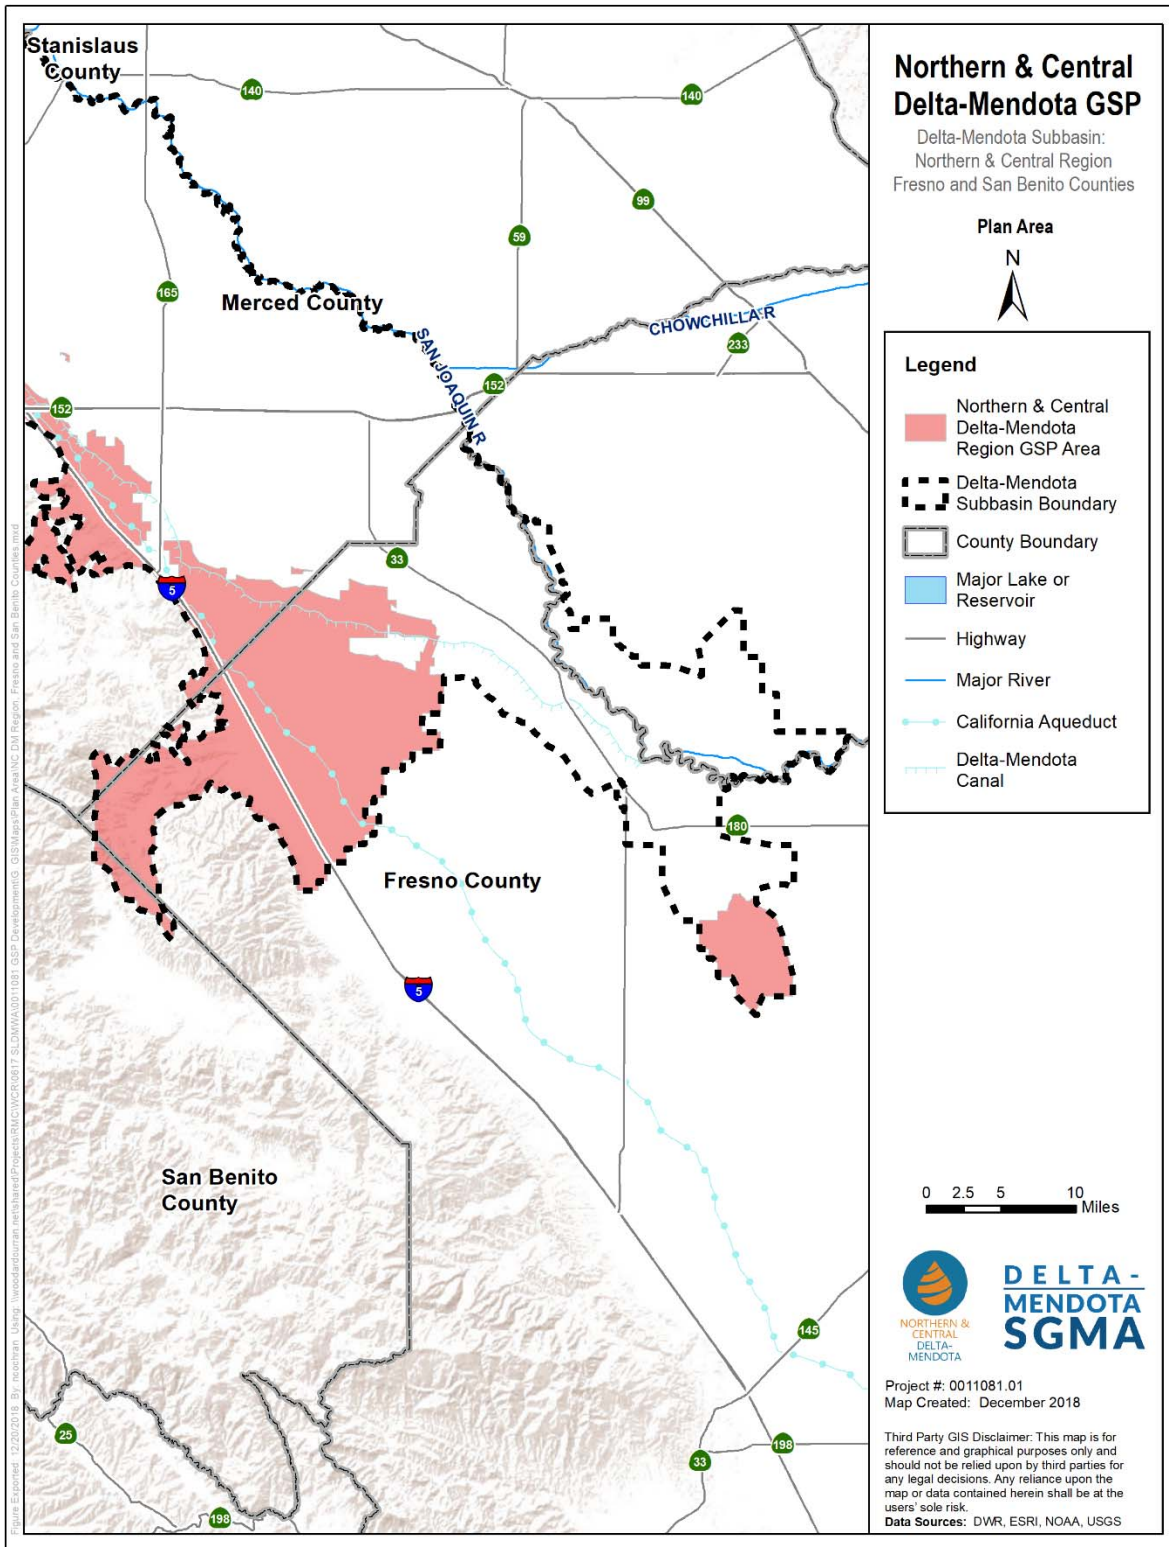 Northern & Central
Delta-Mendota GSP
Delta-Mendota Subbasin:
Northern & Central Region
Fresno and San Benito Counties
Plan Area
N
Legend
Northern & Central
Delta-Mendota
Region GSP Area
Delta-Mendota
Subbasin Boundary
County Boundary
Major Lake or
Reservoir
Highway
Major River
California Aqueduct
Delta-Mendota
Canal
Stanislaus
County
140
140
99
59
165
Merced County
CHOWCHILLA R
233
SAN JOAQUIN R
152
152
33
5
180
Fresno County
5
San Benito
County
145
198
33
25
198
0 2.5 5 10
Miles
NORTHERN &
CENTRAL
DELTA-
MENDOTA
DELTA-
MENDOTA
SGMA
Project #: 0011081.01
Map Created: December 2018
Third Party GIS Disclaimer: This map is for
reference and graphical purposes only and
should not be relied upon by third parties for
any legal decisions. Any reliance upon the
map or data contained herein shall be at the
users' sole risk.
Data Sources: DWR, ESRI, NOAA, USGS